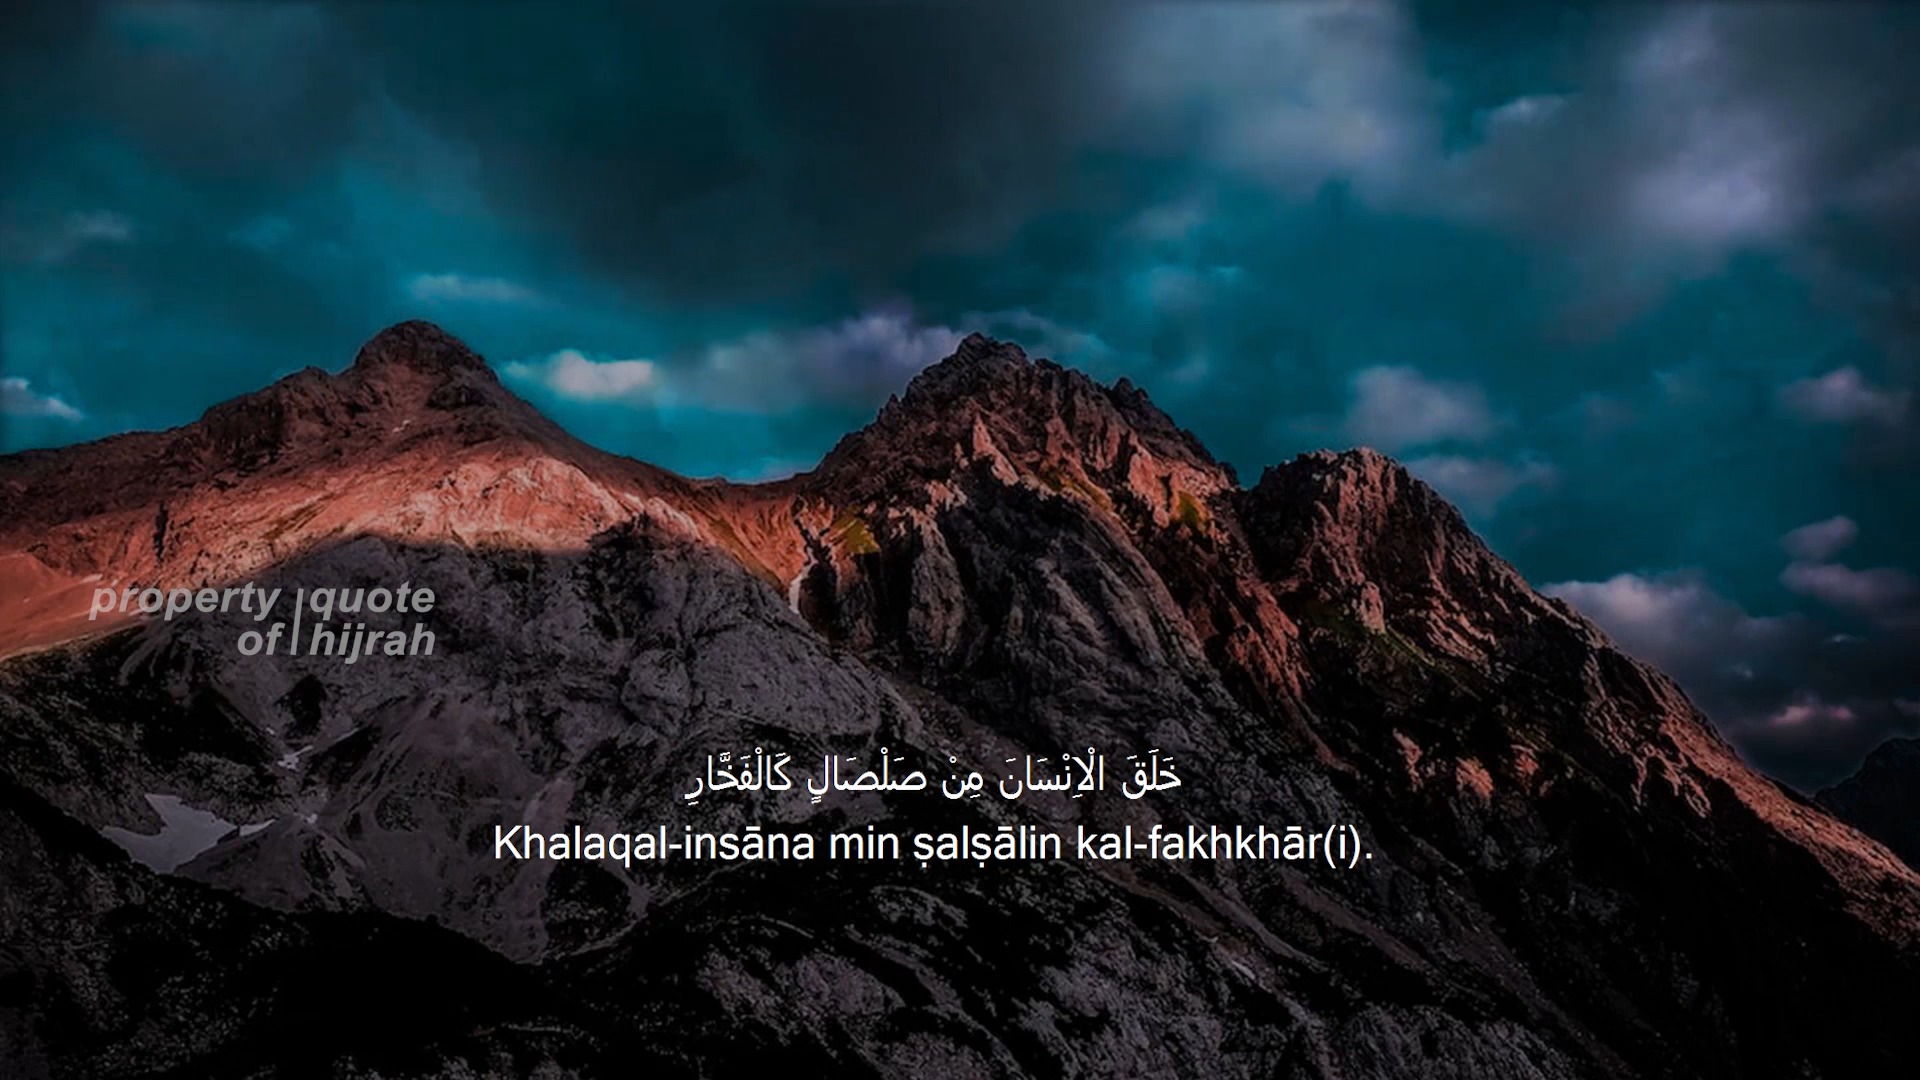 property | quote
of | hijrah
خَلَقَ الْاِنْسَانَ مِنْ صَلْصَالٍ كَالْفَخَّارِ
Khalaqal-insāna min ṣalṣālin kal-fakhkhār(i).